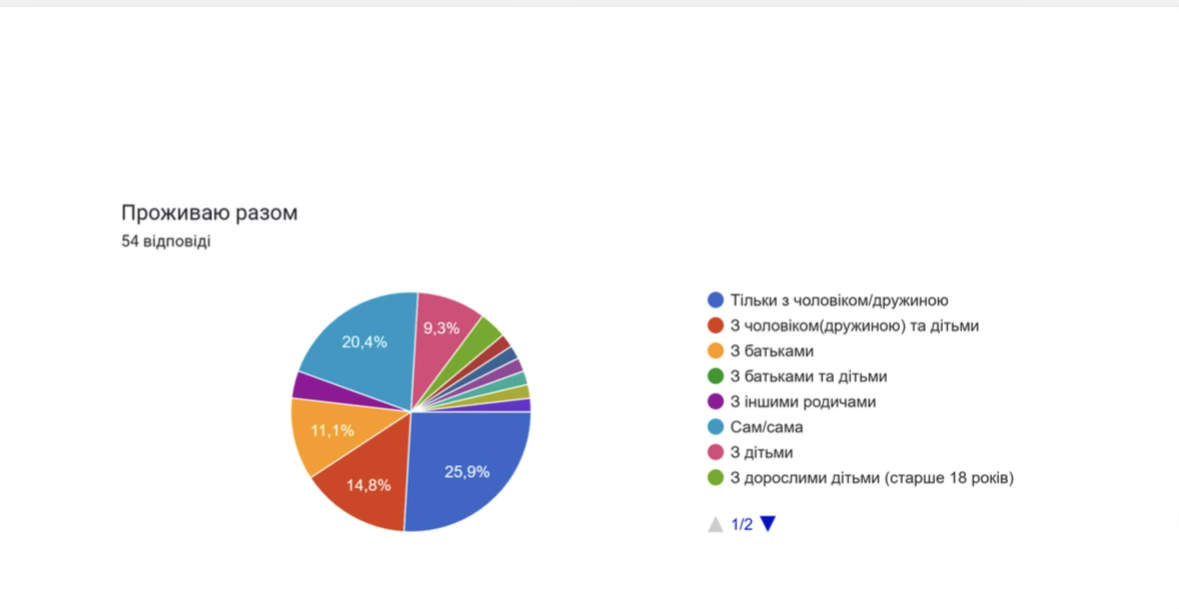 Проживаю разом
54 відповіді
9,3%
20,4%
11,1%
14,8%
25,9%
Тільки з чоловіком/дружиною
З чоловіком(дружиною) та дітьми
З батьками
З батьками та дітьми
З іншими родичами
Сам/сама
З дітьми
З дорослими дітьми (старше 18 років)
1/2